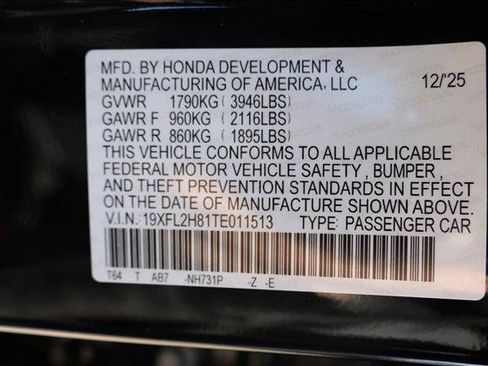 MFD. BY HONDA DEVELOPMENT &
MANUFACTURING OF AMERICA, LLC 12/'25
GVWR 1790KG (3946LBS)
GAWR F 960KG (2116LBS)
GAWR R 860KG (1895LBS)
THIS VEHICLE CONFORMS TO ALL APPLICABLE
FEDERAL MOTOR VEHICLE SAFETY , BUMPER ,
AND THEFT PREVENTION STANDARDS IN EFFECT
ON THE DATE OF MANUFACTURE SHOWN ABOVE.
V.I.N.: 19XFL2H81TE011513 TYPE: PASSENGER CAR
T64 T AB7 -NH731P -Z -E